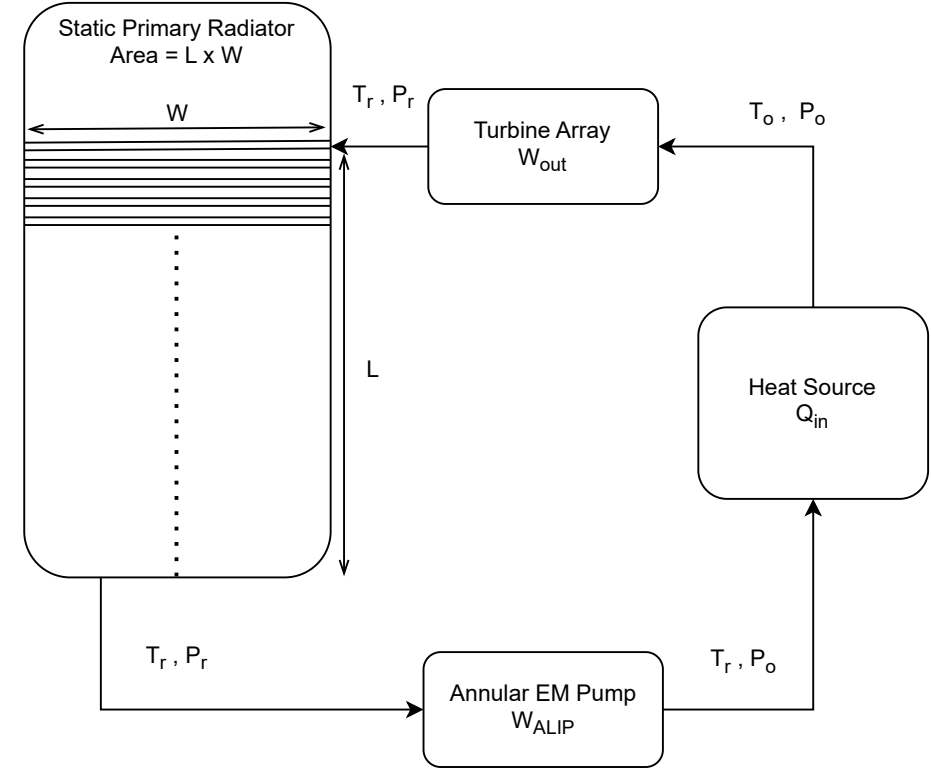 Static Primary Radiator
Area = L x W
W
Tr , Pr
Turbine Array
Wout
To , Po
L
Heat Source
Qin
Tr , Pr
Annular EM Pump
WALIP
Tr , Po